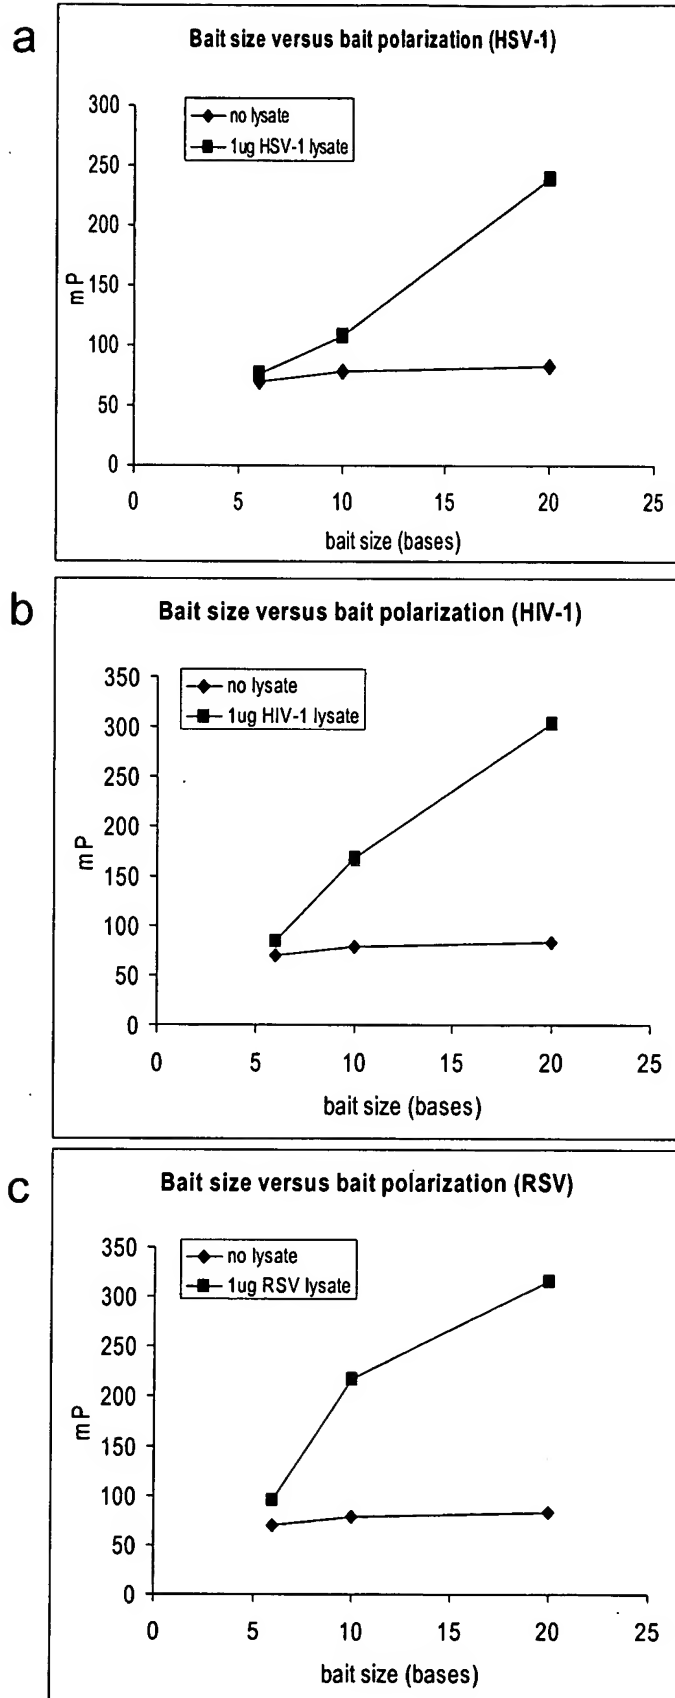 a
Bait size versus bait polarization (HSV-1)
300
250
200
150
100
50
0
mP
no lysate
1ug HSV-1 lysate
0 5 10 15 20 25
bait size (bases)
b
Bait size versus bait polarization (HIV-1)
350
300
250
200
150
100
50
0
mP
no lysate
1ug HIV-1 lysate
0 5 10 15 20 25
bait size (bases)
c
Bait size versus bait polarization (RSV)
350
300
250
200
150
100
50
0
mP
no lysate
1ug RSV lysate
0 5 10 15 20 25
bait size (bases)